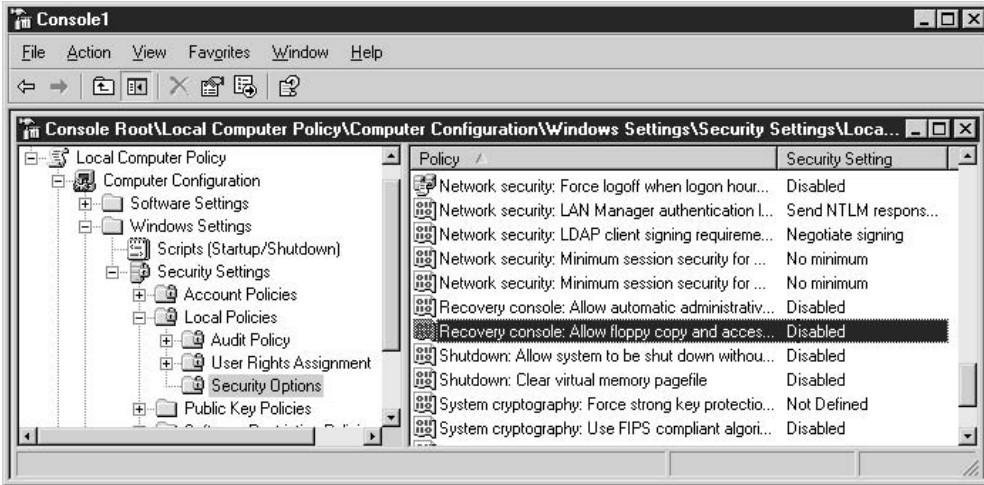 Console1
File Action View Favorites Window Help
Console Root\Local Computer Policy\Computer Configuration\Windows Settings\Security Settings\Loca...
Local Computer Policy
Computer Configuration
Software Settings
Windows Settings
Scripts (Startup/Shutdown)
Security Settings
Account Policies
Local Policies
Audit Policy
User Rights Assignment
Security Options
Public Key Policies
Policy Security Setting
Network security: Force logoff when logon hour... Disabled
Network security: LAN Manager authentication l... Send NTLM respons...
Network security: LDAP client signing requireme... Negotiate signing
Network security: Minimum session security for ... No minimum
Network security: Minimum session security for ... No minimum
Recovery console: Allow automatic administrativ... Disabled
Recovery console: Allow floppy copy and acces... Disabled
Shutdown: Allow system to be shut down withou... Disabled
Shutdown: Clear virtual memory pagefile Disabled
System cryptography: Force strong key protectio... Not Defined
System cryptography: Use FIPS compliant algori... Disabled